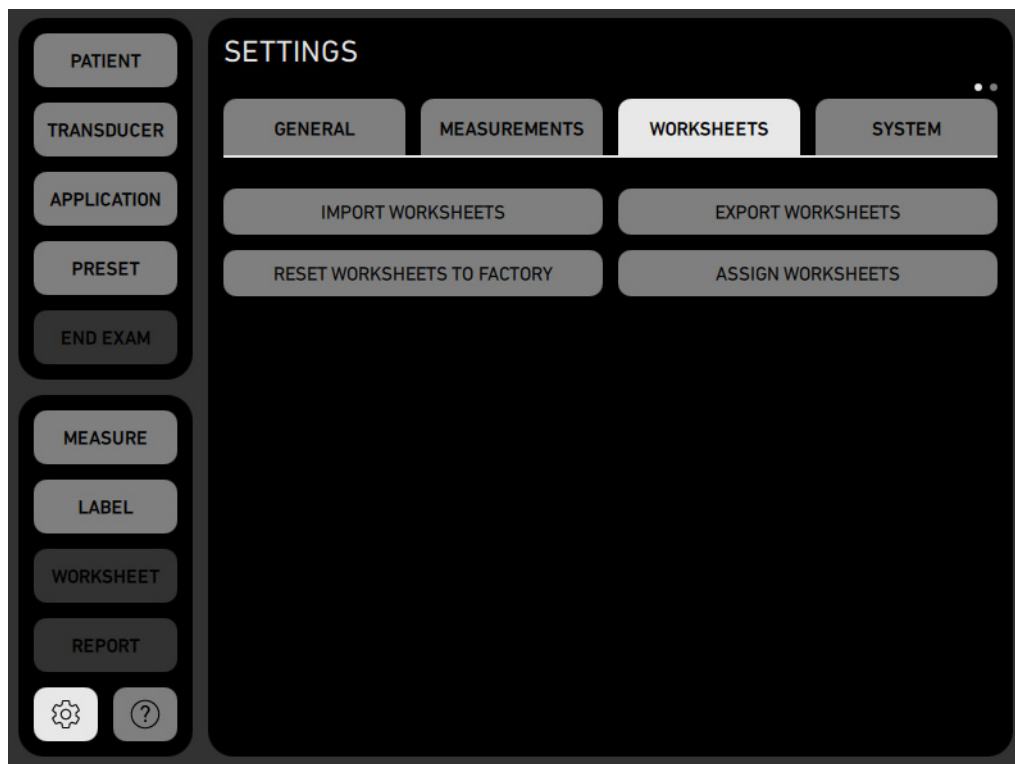 PATIENT
TRANSDUCER
APPLICATION
PRESET
END EXAM
MEASURE
LABEL
WORKSHEET
REPORT
?
SETTINGS
GENERAL MEASUREMENTS WORKSHEETS SYSTEM
IMPORT WORKSHEETS EXPORT WORKSHEETS
RESET WORKSHEETS TO FACTORY ASSIGN WORKSHEETS